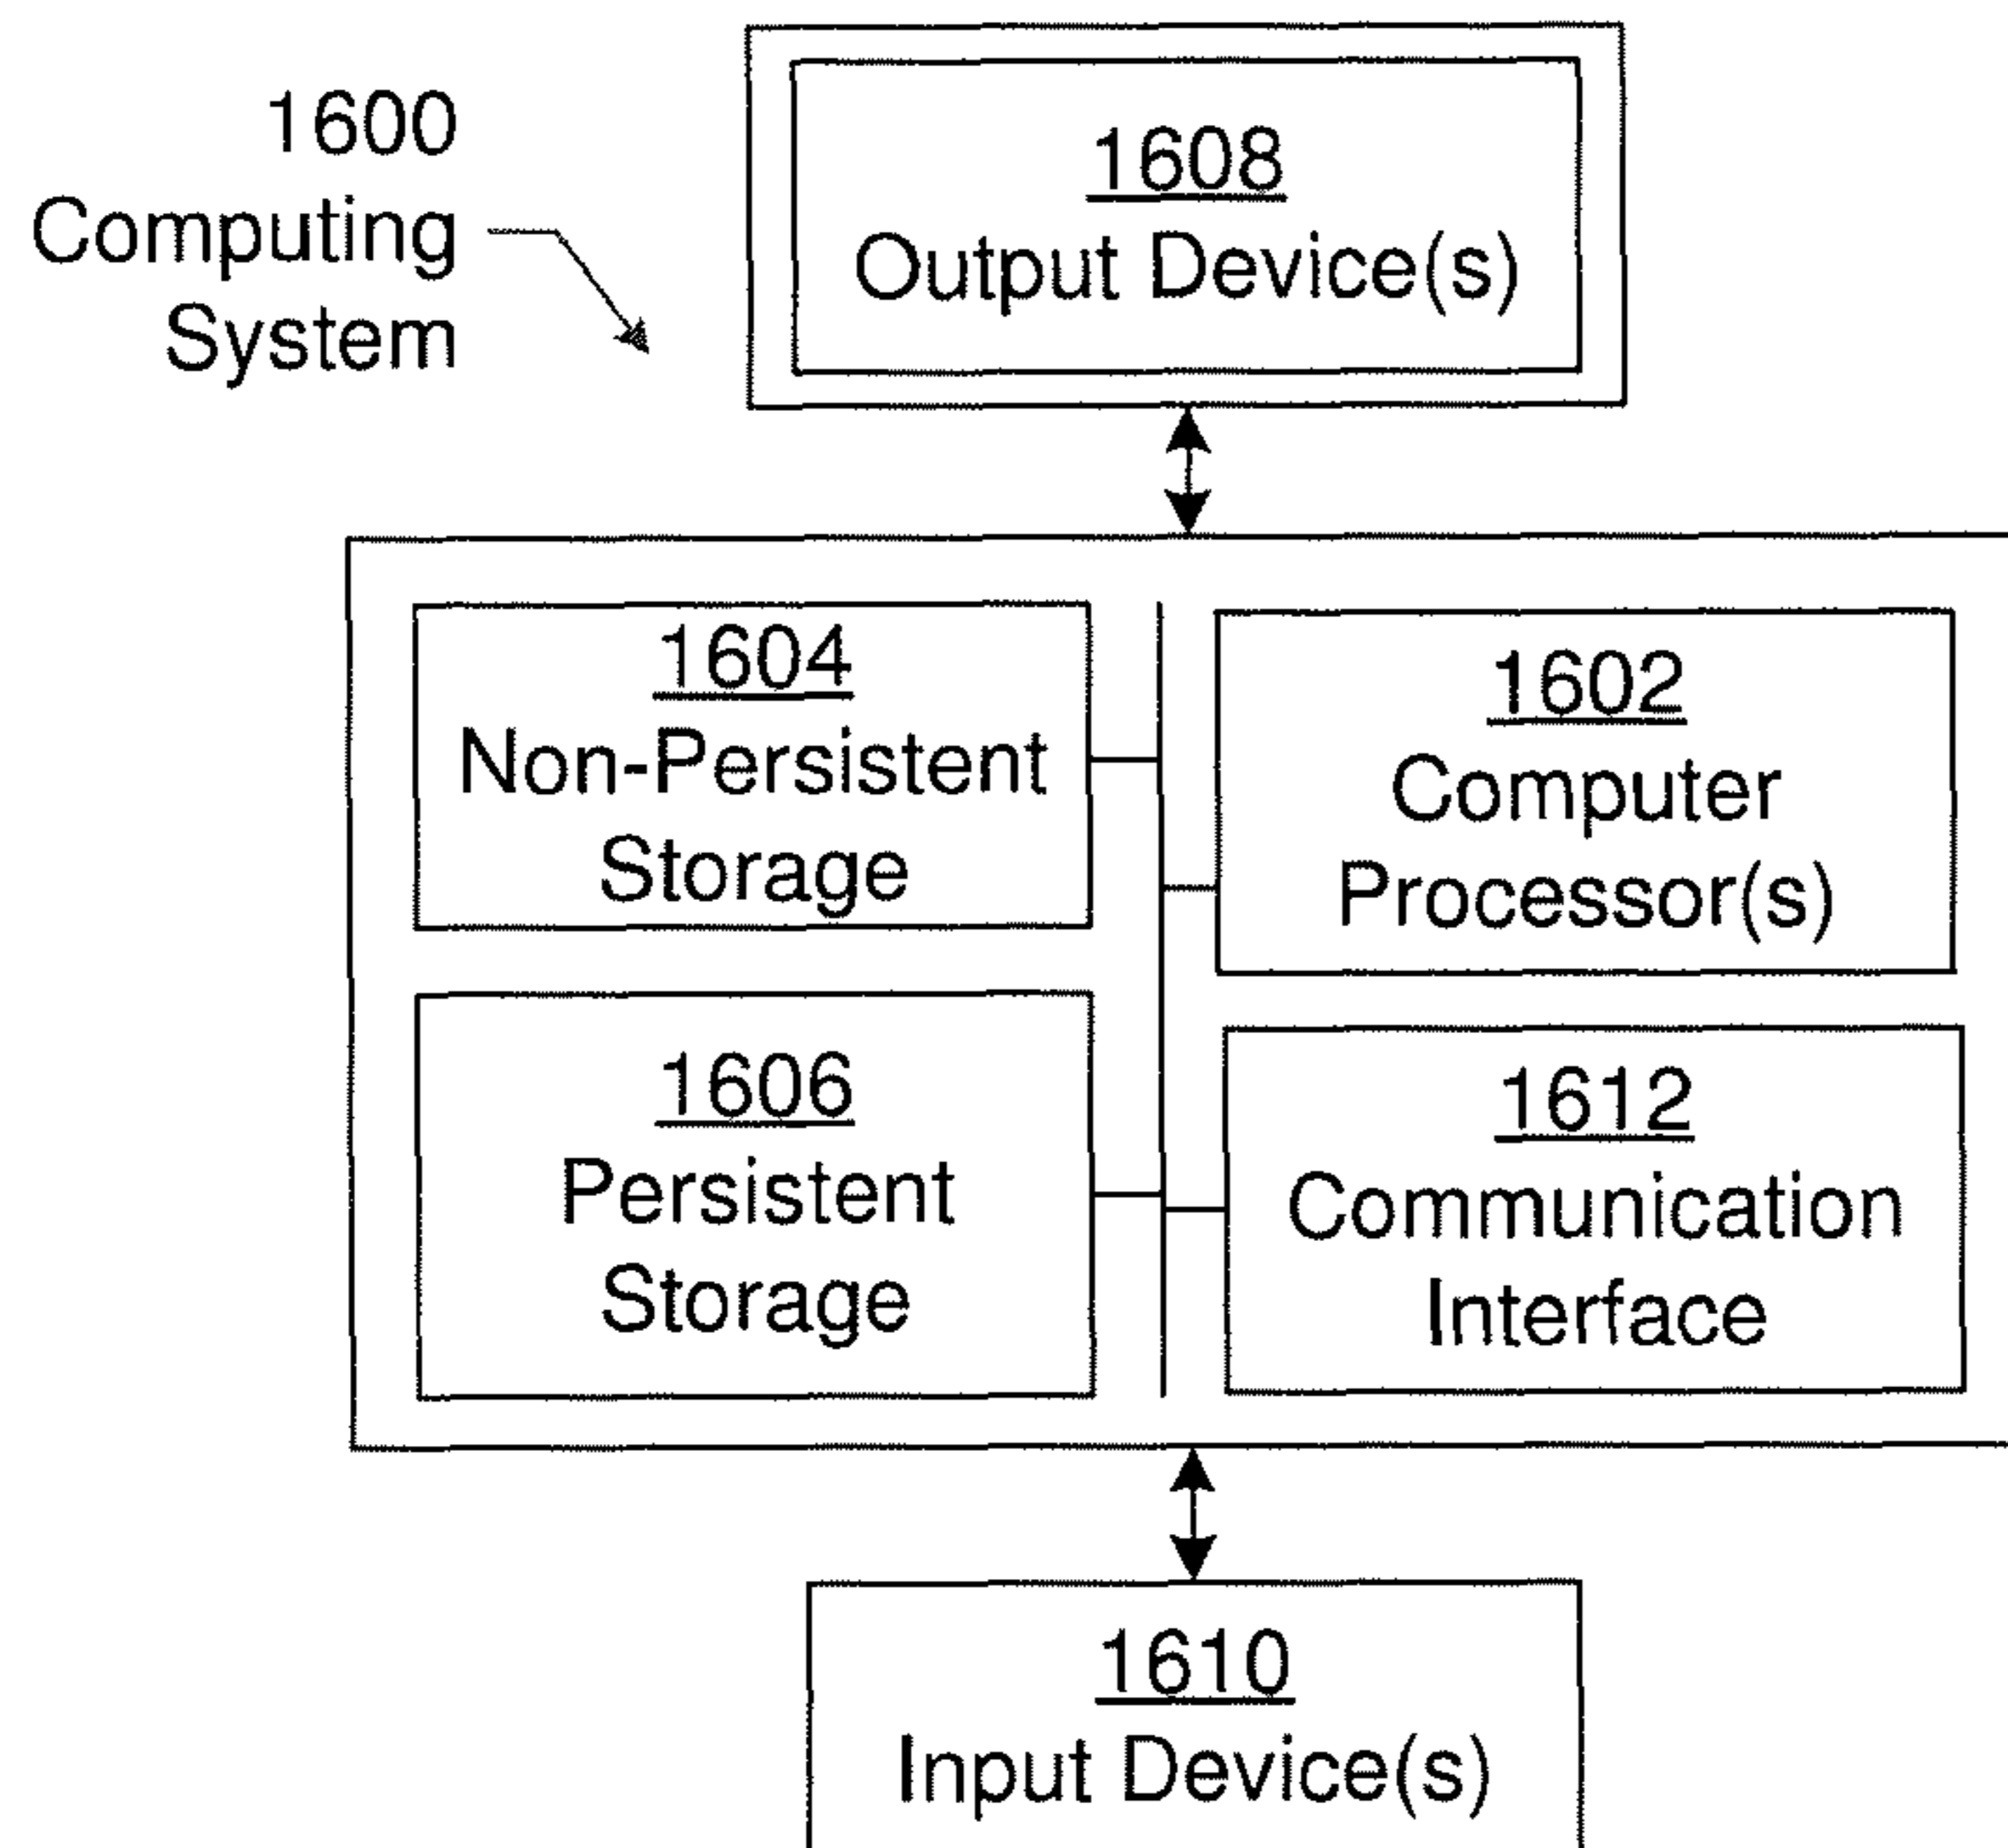 1600
Computing
System
1608
Output Device(s)
1604
Non-Persistent
Storage
1602
Computer
Processor(s)
1606
Persistent
Storage
1612
Communication
Interface
1610
Input Device(s)